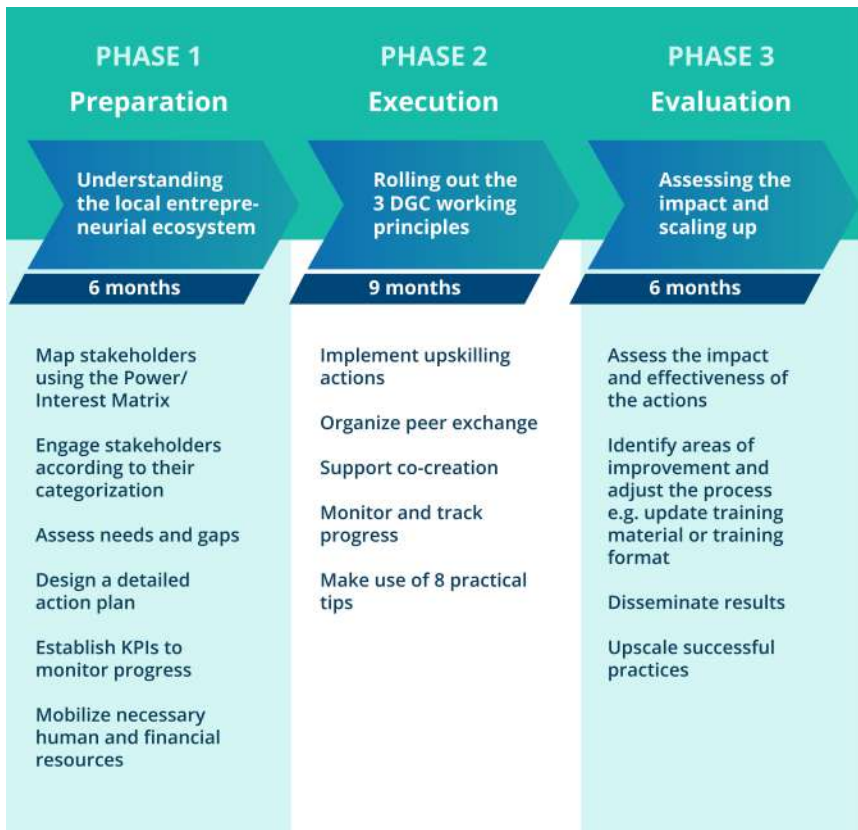 PHASE 1
Preparation
Understanding
the local entrepre-
neurial ecosystem
6 months
Map stakeholders
using the Power/
Interest Matrix
Engage stakeholders
according to their
categorization
Assess needs and gaps
Design a detailed
action plan
Establish KPIs to
monitor progress
Mobilize necessary
human and financial
resources
PHASE 2
Execution
Rolling out the
3 DGC working
principles
9 months
Implement upskilling
actions
Organize peer exchange
Support co-creation
Monitor and track
progress
Make use of 8 practical
tips
PHASE 3
Evaluation
Assessing the
impact and
scaling up
6 months
Assess the impact
and effectiveness of
the actions
Identify areas of
improvement and
adjust the process
e.g. update training
material or training
format
Disseminate results
Upscale successful
practices